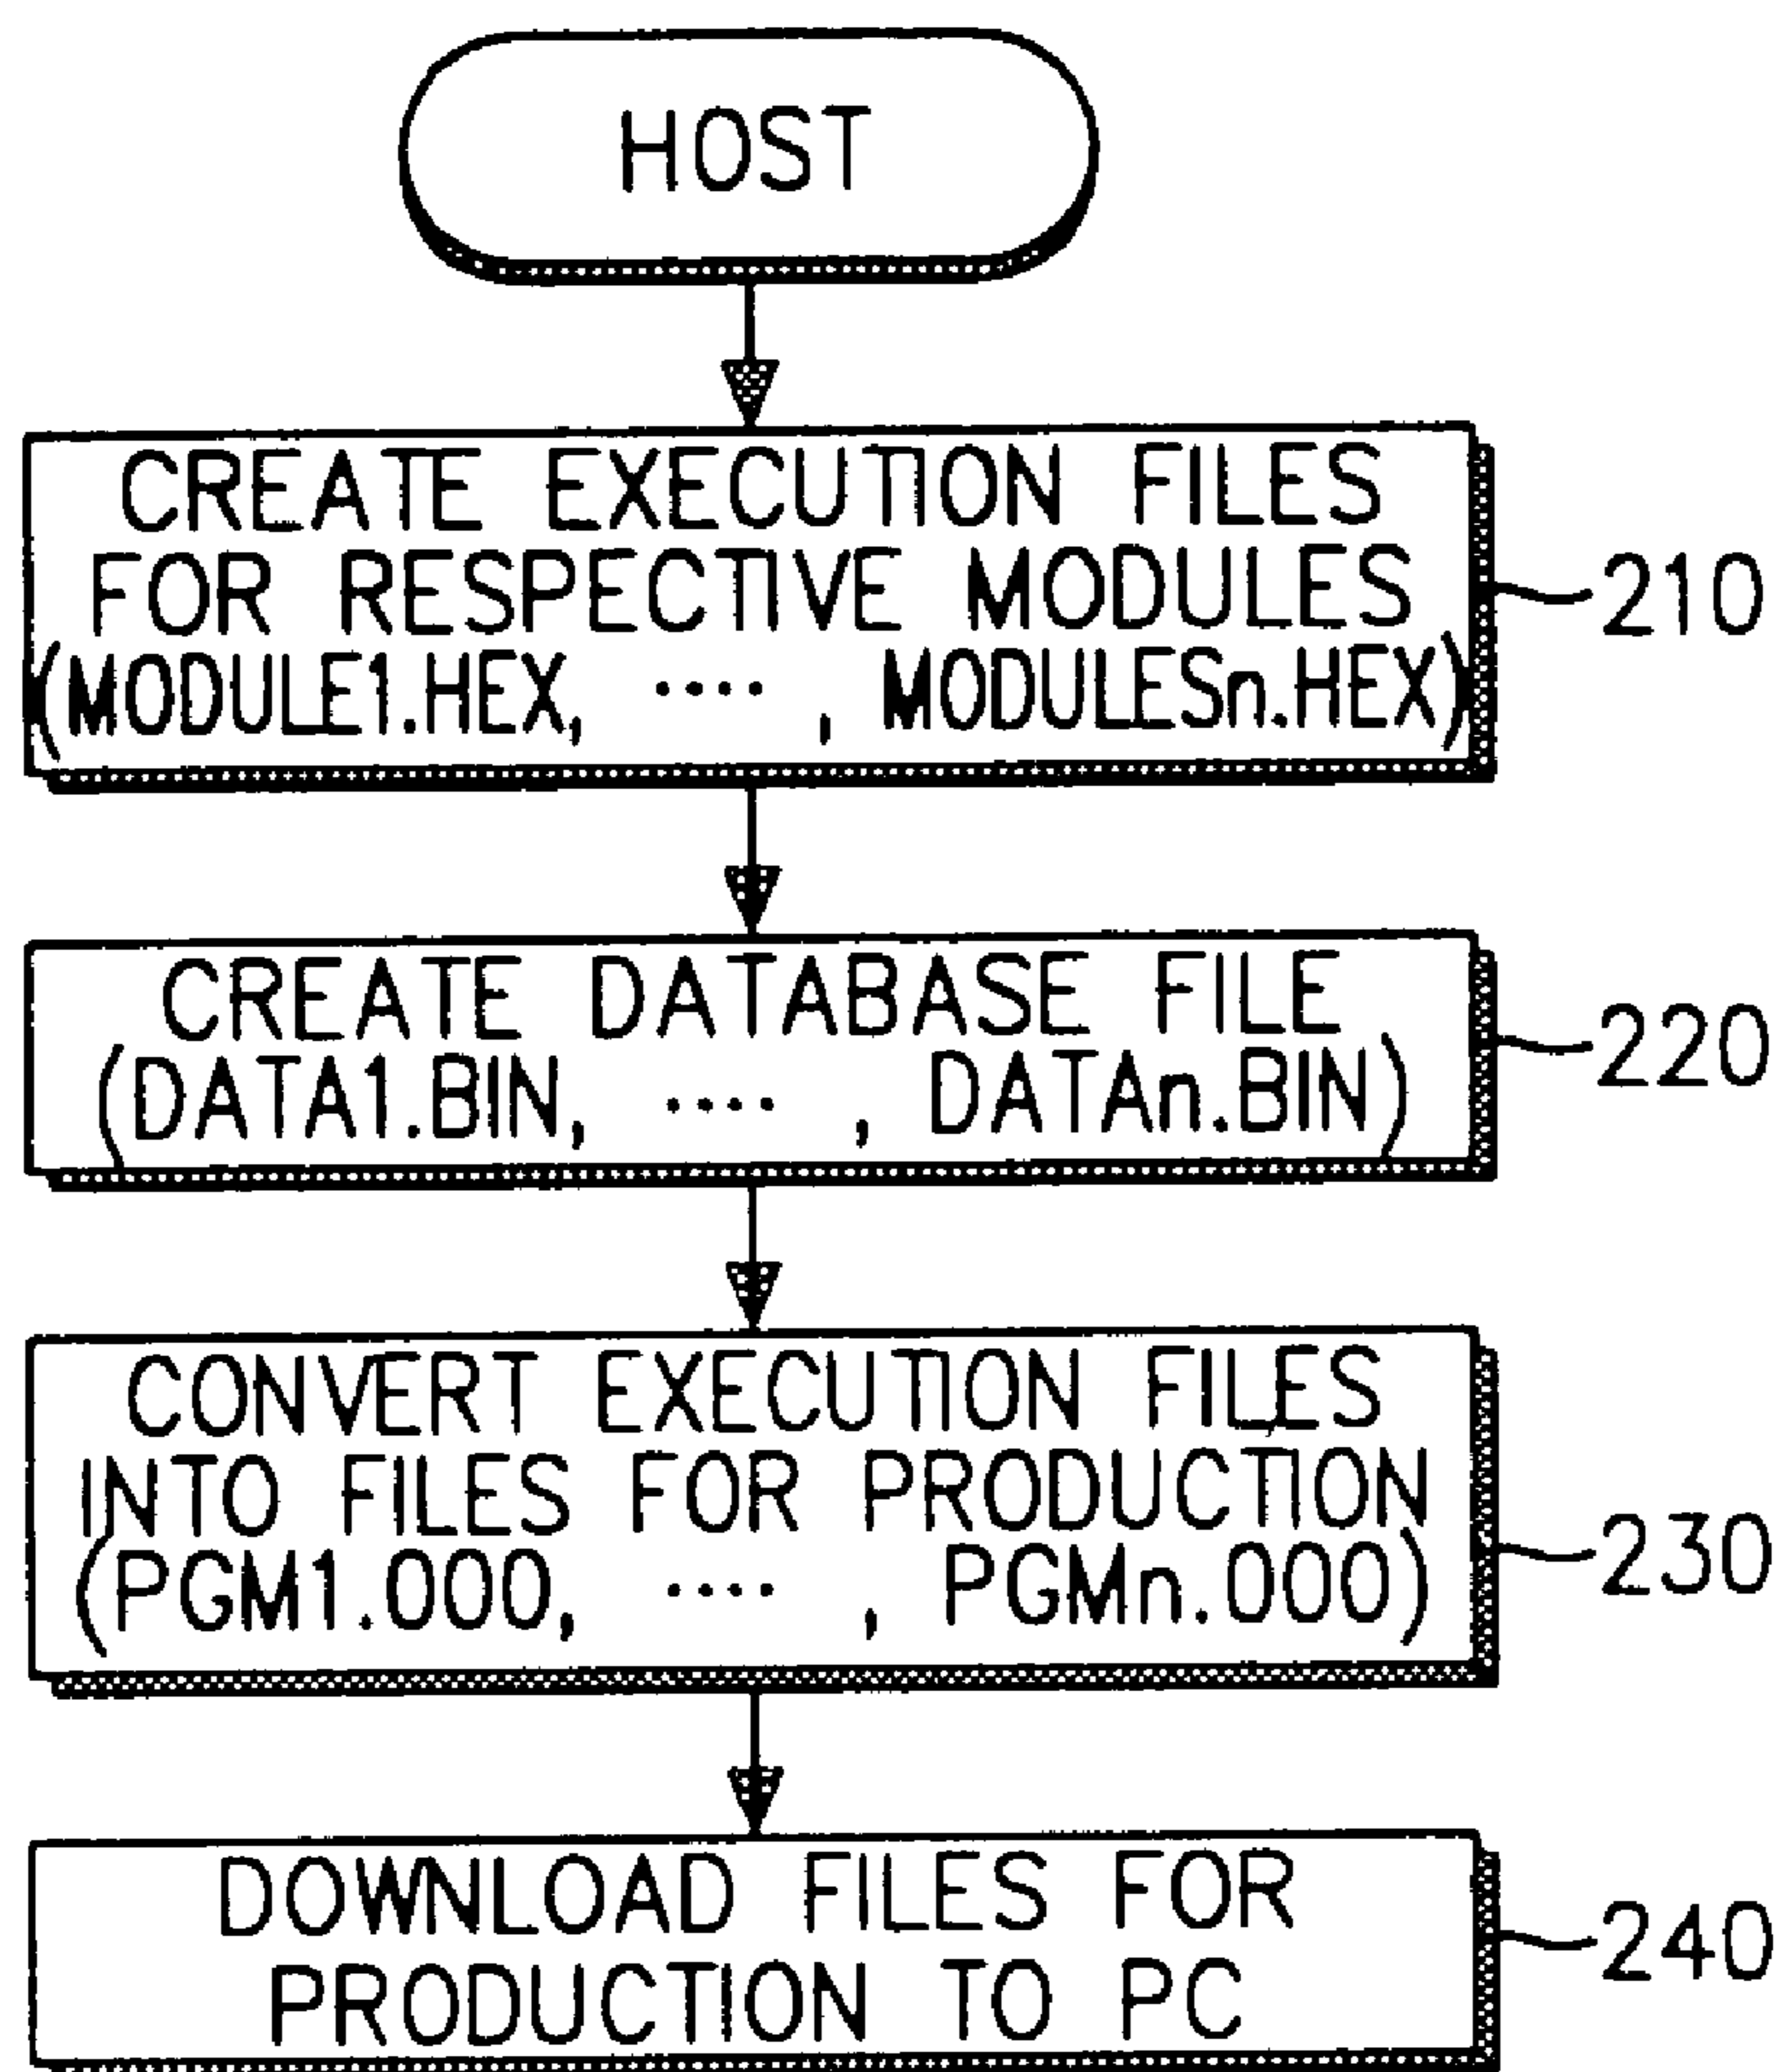 HOST
CREATE EXECUTION FILES
FOR RESPECTIVE MODULES
(MODULE1.HEX, ···· , MODULESn.HEX)
210
CREATE DATABASE FILE
(DATA1.BIN, ···· , DATAn.BIN)
220
CONVERT EXECUTION FILES
INTO FILES FOR PRODUCTION
(PGM1.000, ···· , PGMn.000)
230
DOWNLOAD FILES FOR
PRODUCTION TO PC
240